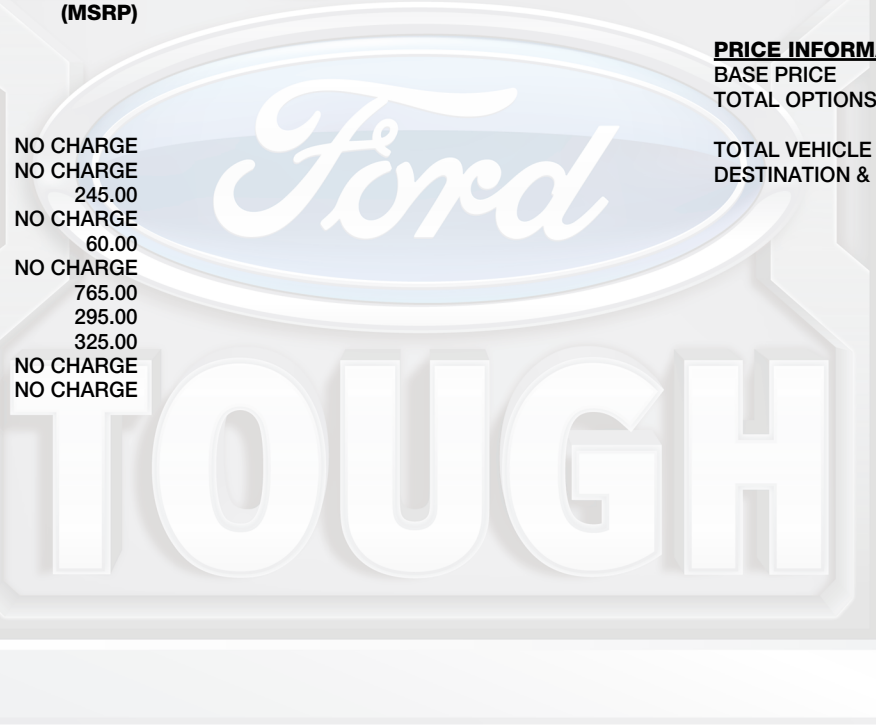 (MSRP)
NO CHARGE
NO CHARGE
245.00
NO CHARGE
60.00
NO CHARGE
765.00
295.00
325.00
NO CHARGE
NO CHARGE
PRICE INFORMA
BASE PRICE
TOTAL OPTIONS
TOTAL VEHICLE
DESTINATION &
Ford
TOUGH